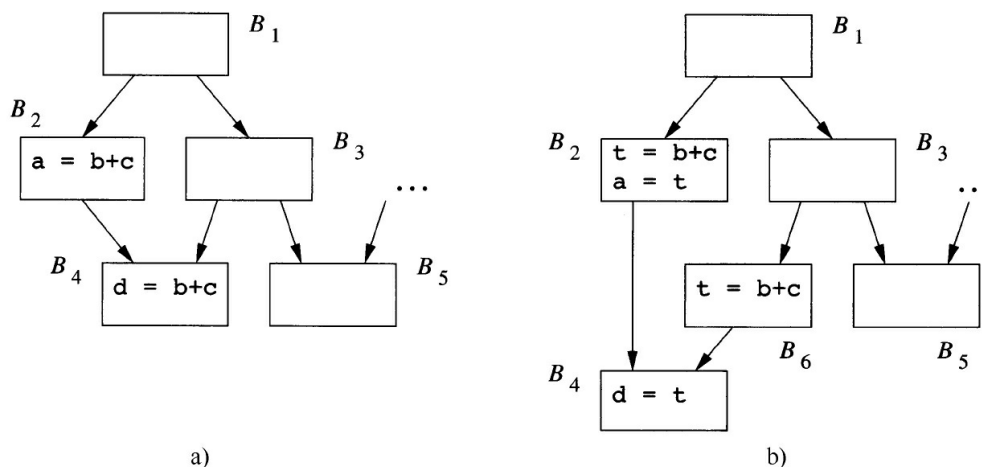 B1
B2
a = b+c
B3
...
B4
d = b+c
B5
a)
B1
B2
t = b+c
a = t
B3
..
t = b+c
B6
B5
B4
d = t
b)